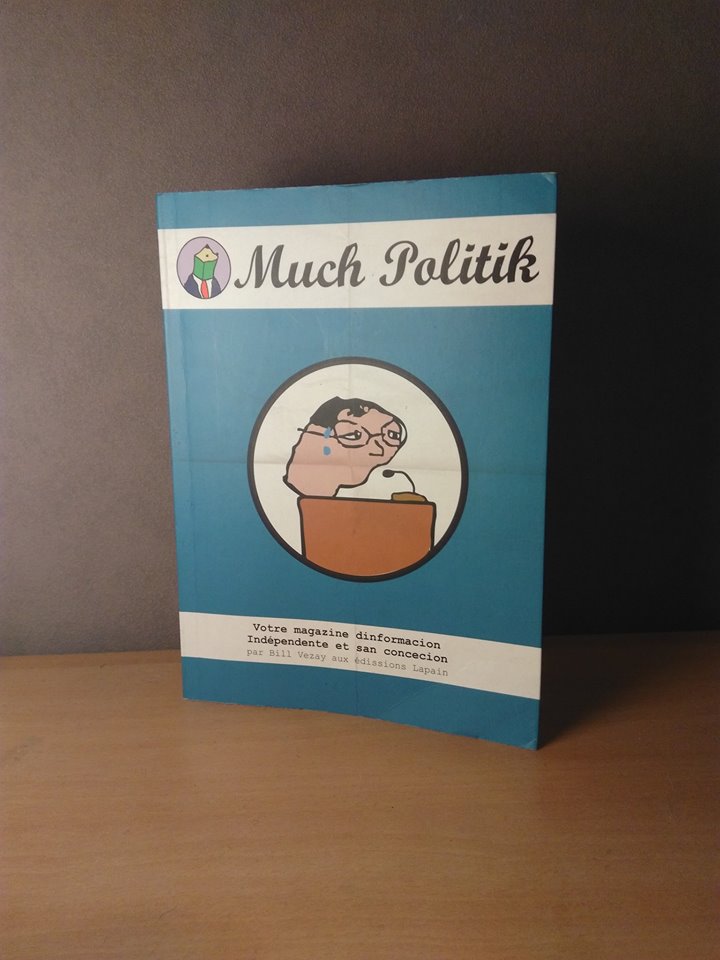 Much Politik
Votre magazine dinformacion
Indépendente et san concecion
par Bill Vezay aux édissions Lapain